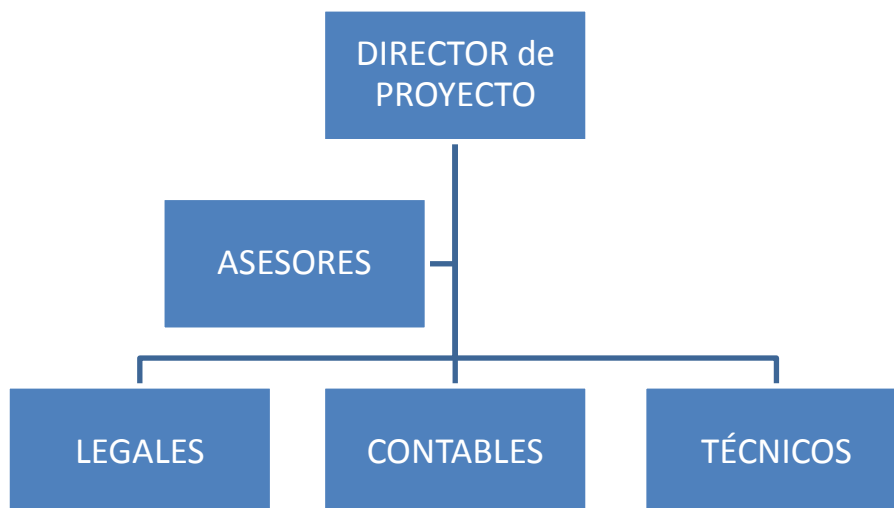 DIRECTOR de
PROYECTO
ASESORES
LEGALES
CONTABLES
TÉCNICOS